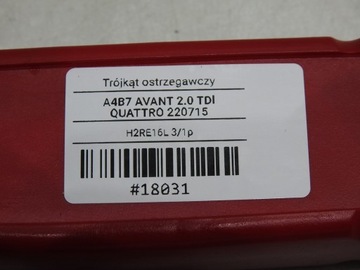 Trójkąt ostrzegawczy
A4B7 AVANT 2.0 TDI
QUATTRO 220715
H2RE16L 3/1p
#18031